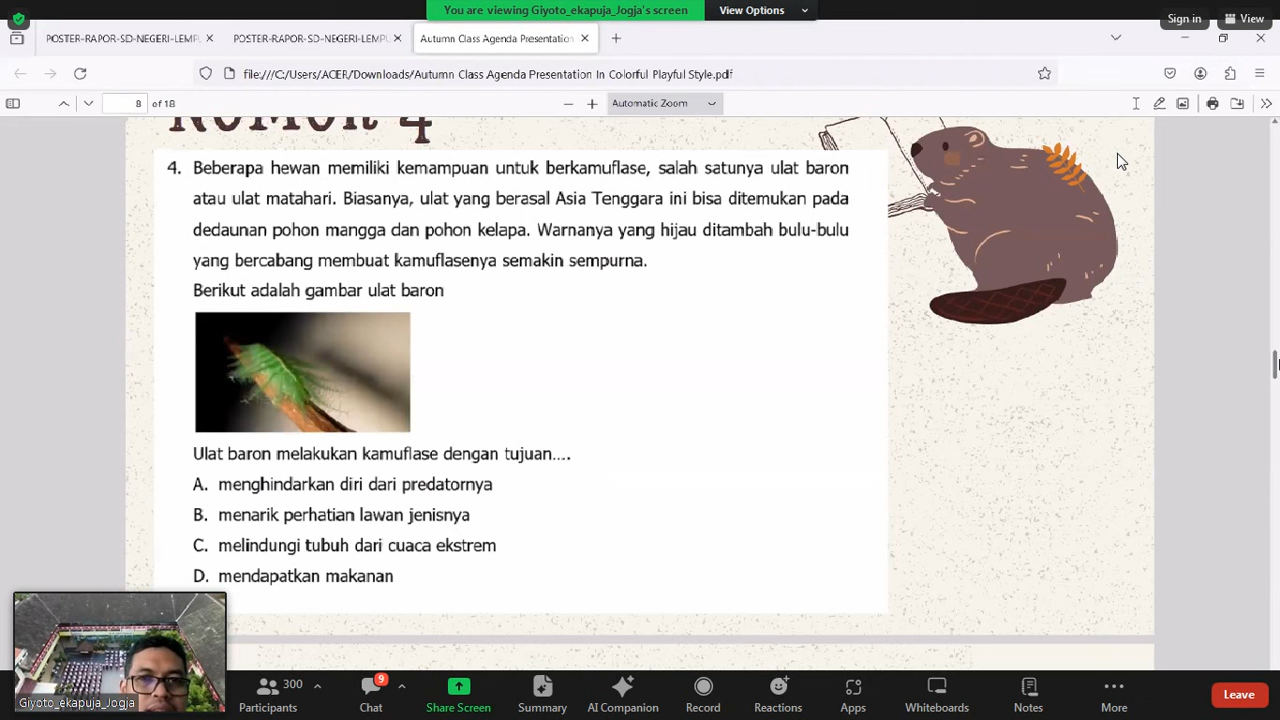 You are viewing Giyoto_ekapuja_Jogja's screen
View Options
Sign in
View
POSTER-RAPOR-SD-NEGERI-LEMPU
POSTER-RAPOR-SD-NEGERI-LEMPU
Autumn Class Agenda Presentation
file:///C:/Users/ACER/Downloads/Autumn Class Agenda Presentation In Colorful Playful Style.pdf
8 of 18
Automatic Zoom
NOMOR 4
4. Beberapa hewan memiliki kemampuan untuk berkamuflase, salah satunya ulat baron
atau ulat matahari. Biasanya, ulat yang berasal Asia Tenggara ini bisa ditemukan pada
dedaunan pohon mangga dan pohon kelapa. Warnanya yang hijau ditambah bulu-bulu
yang bercabang membuat kamuflasenya semakin sempurna.
Berikut adalah gambar ulat baron
Ulat baron melakukan kamuflase dengan tujuan....
A. menghindarkan diri dari predatornya
B. menarik perhatian lawan jenisnya
C. melindungi tubuh dari cuaca ekstrem
D. mendapatkan makanan
Giyoto_ekapuja_Jogja
300
Participants
9
Chat
Share Screen
Summary
AI Companion
Record
Reactions
Apps
Whiteboards
Notes
More
Leave